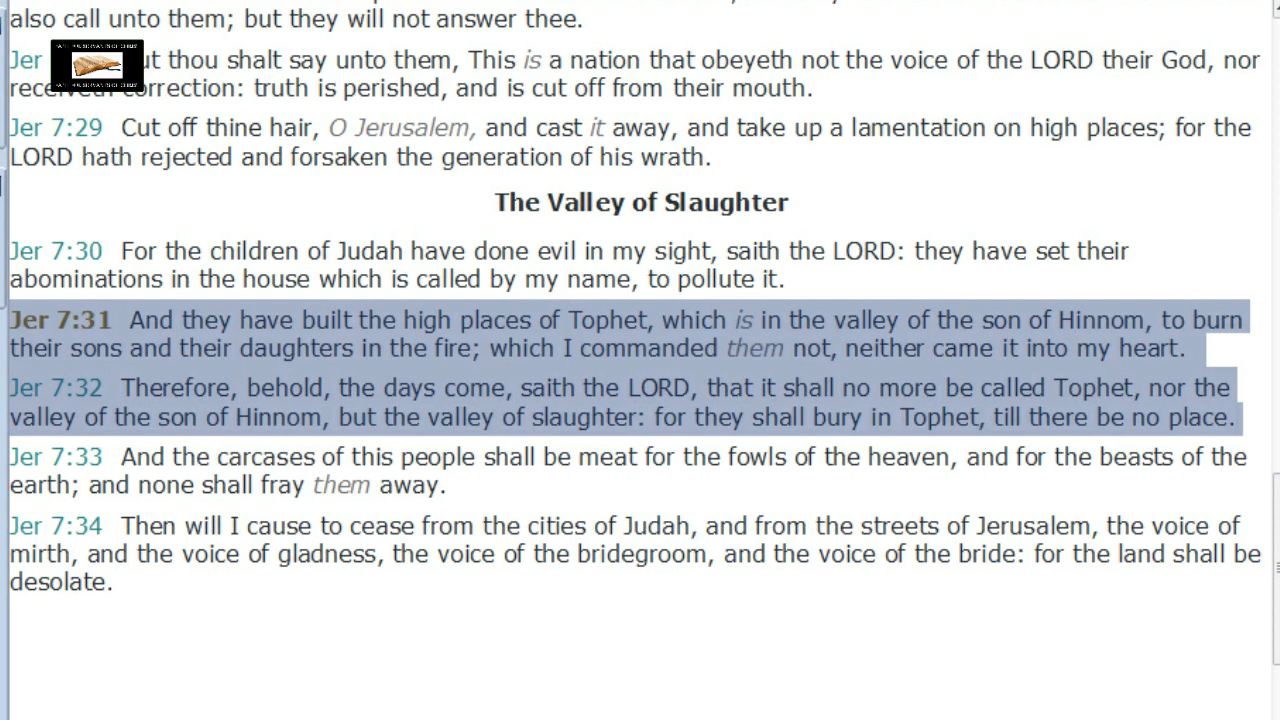 also call unto them; but they will not answer thee.
Jer ut thou shalt say unto them, This is a nation that obeyeth not the voice of the LORD their God, nor
correction: truth is perished, and is cut off from their mouth.
Jer 7:29 Cut off thine hair, O Jerusalem, and cast it away, and take up a lamentation on high places; for the
LORD hath rejected and forsaken the generation of his wrath.
The Valley of Slaughter
Jer 7:30 For the children of Judah have done evil in my sight, saith the LORD: they have set their
abominations in the house which is called by my name, to pollute it.
Jer 7:31 And they have built the high places of Tophet, which is in the valley of the son of Hinnom, to burn
their sons and their daughters in the fire; which I commanded them not, neither came it into my heart.
Jer 7:32 Therefore, behold, the days come, saith the LORD, that it shall no more be called Tophet, nor the
valley of the son of Hinnom, but the valley of slaughter: for they shall bury in Tophet, till there be no place.
Jer 7:33 And the carcases of this people shall be meat for the fowls of the heaven, and for the beasts of the
earth; and none shall fray them away.
Jer 7:34 Then will I cause to cease from the cities of Judah, and from the streets of Jerusalem, the voice of
mirth, and the voice of gladness, the voice of the bridegroom, and the voice of the bride: for the land shall be
desolate.